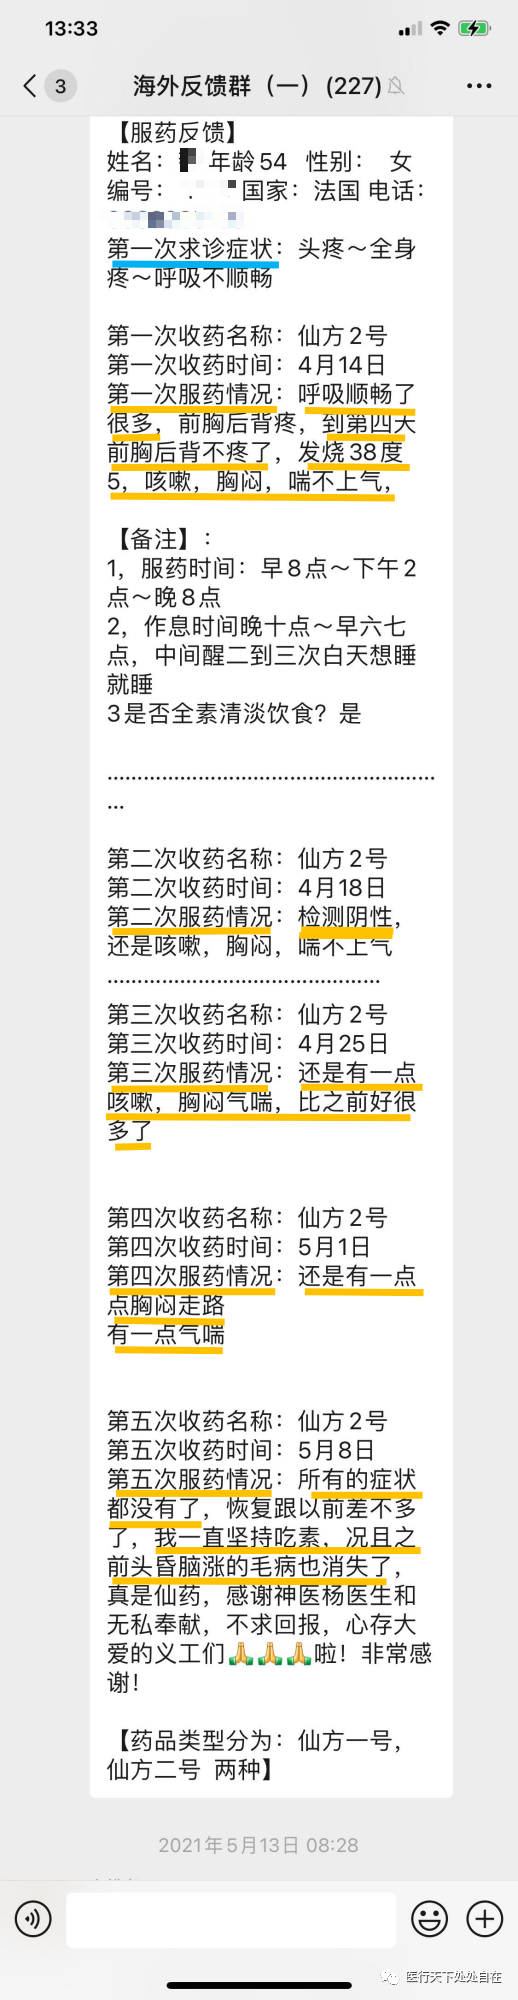 13:33
3
海外反馈群（一）(227)
【服药反馈】
姓名： 年龄54 性别： 女
编号： 国家：法国 电话：
第一次求诊症状：头疼～全身
疼～呼吸不顺畅
第一次收药名称：仙方2号
第一次收药时间：4月14日
第一次服药情况：呼吸顺畅了
很多，前胸后背疼，到第四天
前胸后背不疼了，发烧38度
5，咳嗽，胸闷，喘不上气，
【备注】：
1，服药时间：早8点～下午2
点～晚8点
2，作息时间晚十点～早六七
点，中间醒二到三次白天想睡
就睡
3是否全素清淡饮食？是
......................................................
...
第二次收药名称：仙方2号
第二次收药时间：4月18日
第二次服药情况：检测阴性，
还是咳嗽，胸闷，喘不上气
.............................................
第三次收药名称：仙方2号
第三次收药时间：4月25日
第三次服药情况：还是有一点
咳嗽，胸闷气喘，比之前好很
多了
第四次收药名称：仙方2号
第四次收药时间：5月1日
第四次服药情况：还是有一点
点胸闷走路
有一点气喘
第五次收药名称：仙方2号
第五次收药时间：5月8日
第五次服药情况：所有的症状
都没有了，恢复跟以前差不多
了，我一直坚持吃素，况且之
前头昏脑涨的毛病也消失了，
真是仙药，感谢神医杨医生和
无私奉献，不求回报，心存大
爱的义工们🙏🙏🙏啦！非常感
谢！
【药品类型分为：仙方一号，
仙方二号 两种】
2021年5月13日 08:28
医行天下处处自在